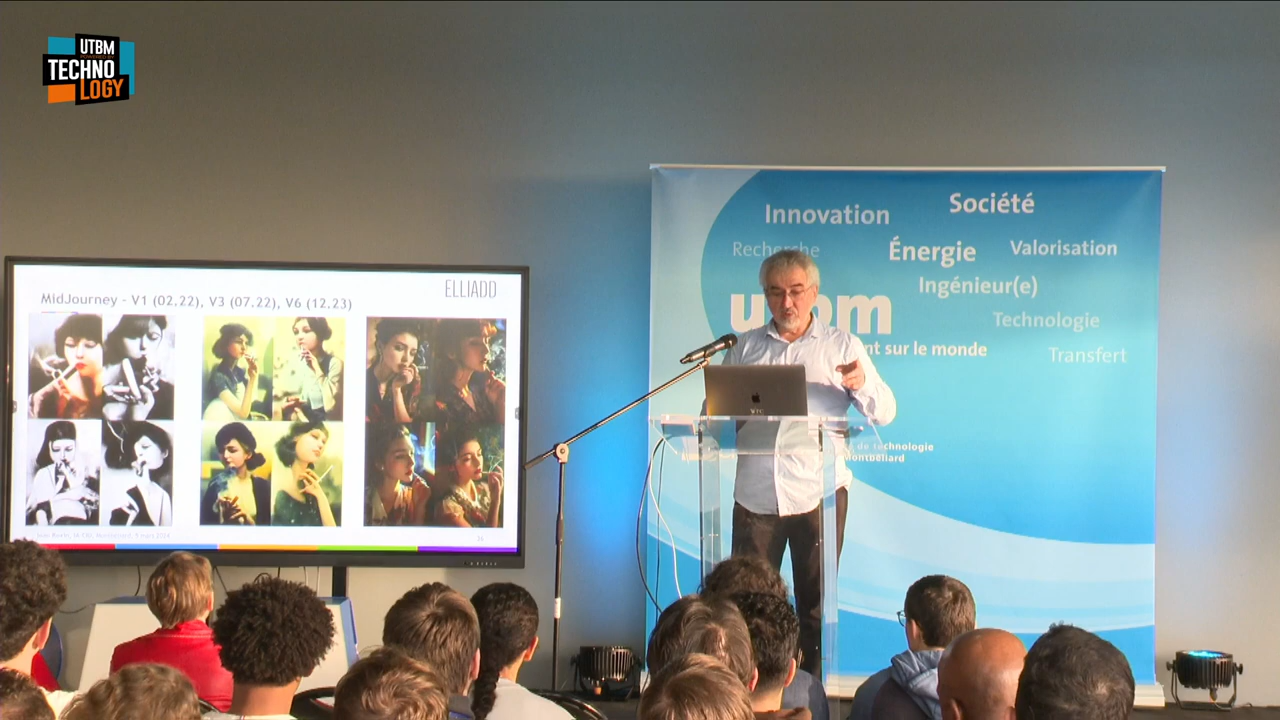 UTBM
TECHNO
LOGY
ELLIADD
MidJourney - V1 (02.22), V3 (07.22), V6 (12.23)
Innovation
Société
Recherche
Énergie
Valorisation
Ingénieur(e)
utbm
Technologie
nt sur le monde
Transfert
de technologie
Montbéliard